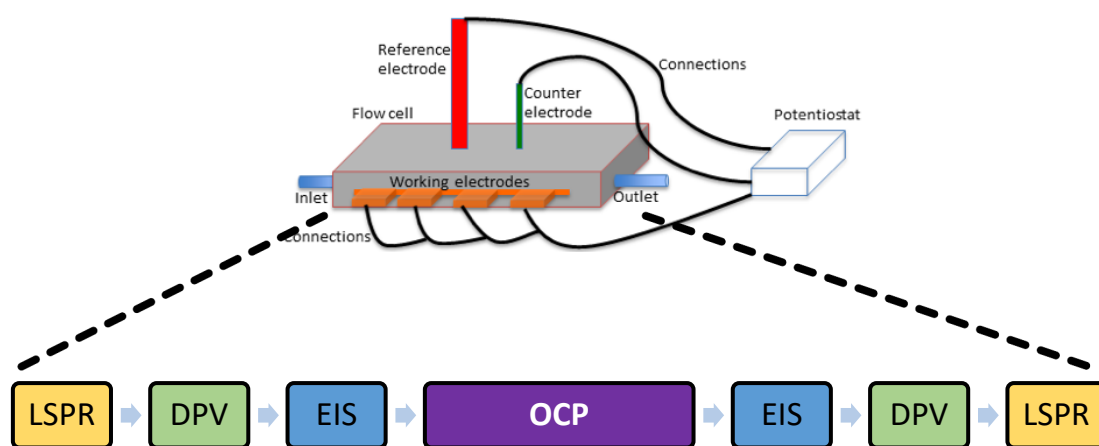 Reference
electrode
Connections
Counter
electrode
Potentiostat
Flow cell
Working electrodes
Inlet
Outlet
Connections
LSPR
DPV
EIS
OCP
EIS
DPV
LSPR